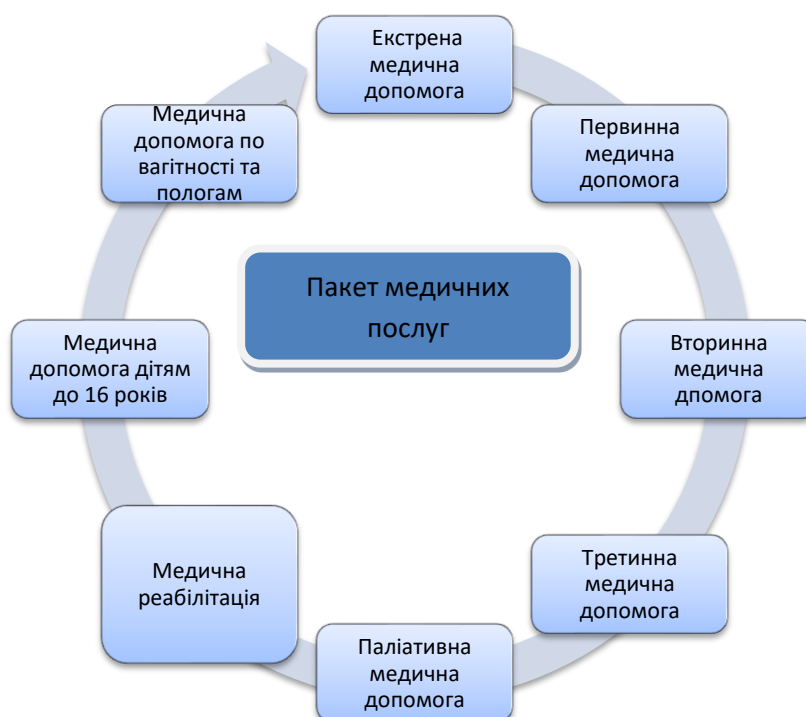 Екстрена
медична
допомога
Первинна
медична
допомога
Вторинна
медична
дпомога
Третинна
медична
допомога
Паліативна
медична
допомога
Медична
реабілітація
Медична
допомога дітям
до 16 років
Медична
допомога по
вагітності та
пологам
Пакет медичних
послуг